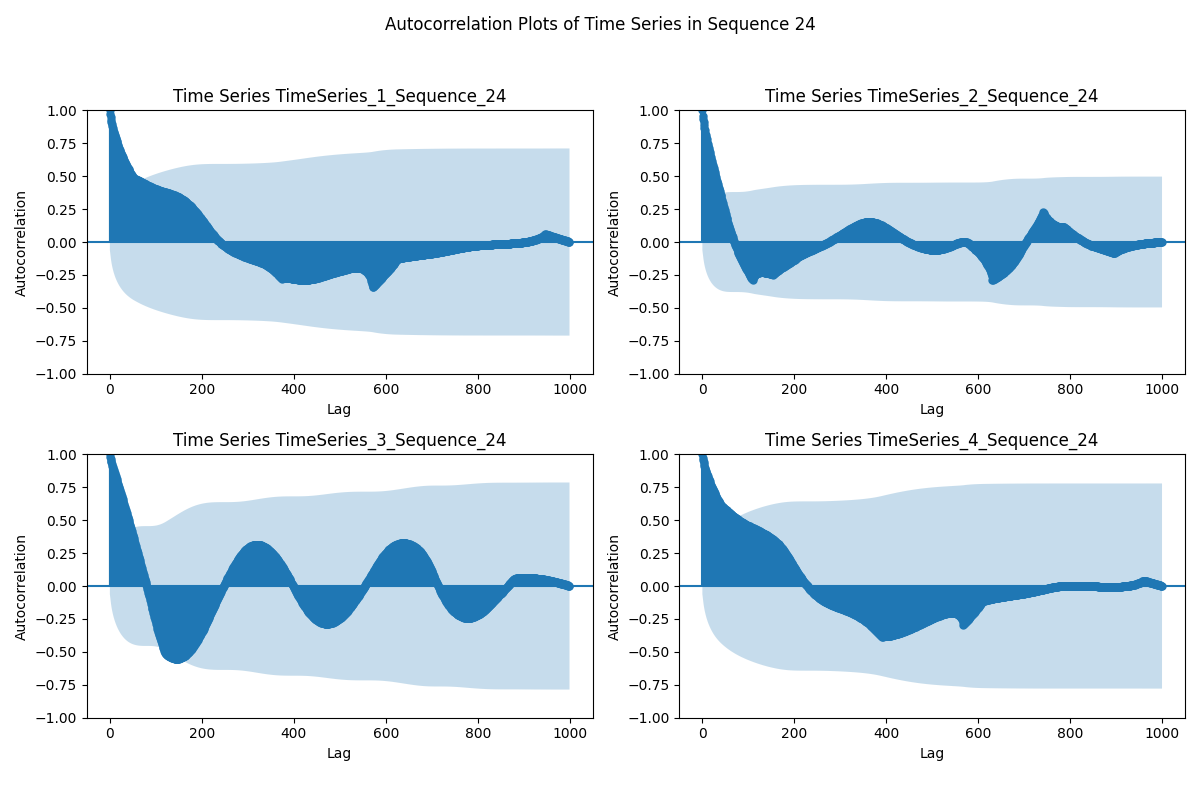 Autocorrelation Plots of Time Series in Sequence 24
Time Series TimeSeries_1_Sequence_24
1.00
0.75
0.50
0.25
0.00
−0.25
−0.50
−0.75
−1.00
Autocorrelation
0 200 400 600 800 1000
Lag
Time Series TimeSeries_2_Sequence_24
1.00
0.75
0.50
0.25
0.00
−0.25
−0.50
−0.75
−1.00
Autocorrelation
0 200 400 600 800 1000
Lag
Time Series TimeSeries_3_Sequence_24
1.00
0.75
0.50
0.25
0.00
−0.25
−0.50
−0.75
−1.00
Autocorrelation
0 200 400 600 800 1000
Lag
Time Series TimeSeries_4_Sequence_24
1.00
0.75
0.50
0.25
0.00
−0.25
−0.50
−0.75
−1.00
Autocorrelation
0 200 400 600 800 1000
Lag